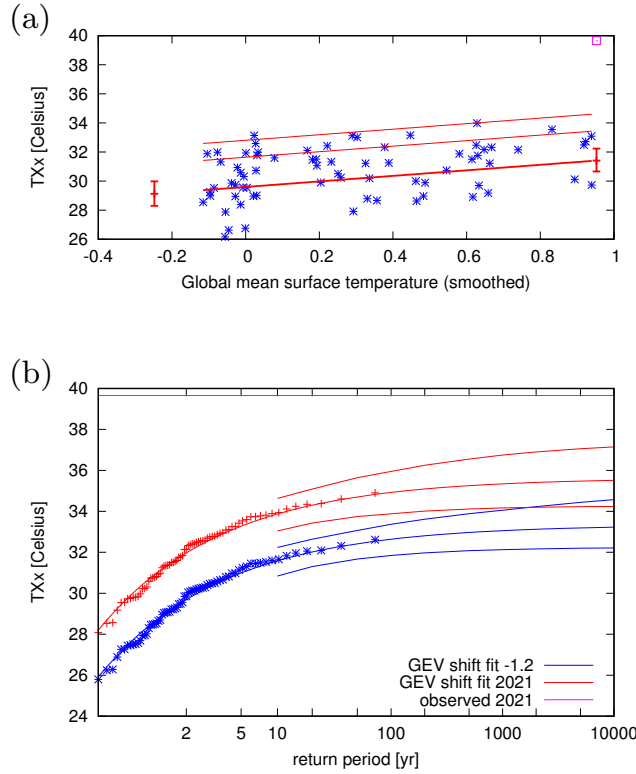 (a)
40
38
36
34
32
30
28
26
TXx [Celsius]
-0.4 -0.2 0 0.2 0.4 0.6 0.8 1
Global mean surface temperature (smoothed)
(b)
40
38
36
34
32
30
28
26
24
TXx [Celsius]
GEV shift fit -1.2
GEV shift fit 2021
observed 2021
2 5 10 100 1000 10000
return period [yr]